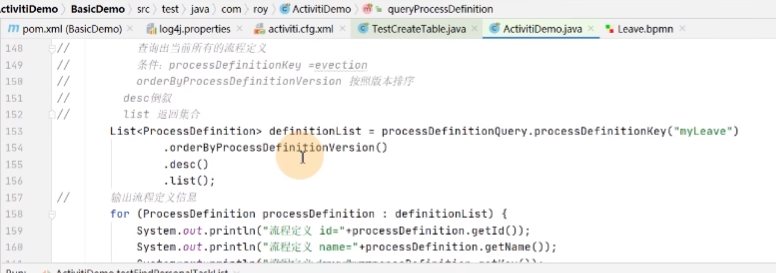 ActivitiDemo 〉 BasicDemo 〉 src 〉 test 〉 java 〉 com 〉 roy 〉 ActivitiDemo 〉 queryProcessDefinition
pom.xml (BasicDemo) × log4j.properties × activiti.cfg.xml × TestCreateTable.java × ActivitiDemo.java × Leave.bpmn ×
148 // 查询出当前所有的流程定义
149 // 条件：processDefinitionKey =evection
150 // orderByProcessDefinitionVersion 按照版本排序
151 // desc倒叙
152 // list 返回集合
153 List<ProcessDefinition> definitionList = processDefinitionQuery.processDefinitionKey("myLeave")
154 .orderByProcessDefinitionVersion()
155 .desc()
156 .list();
157 // 输出流程定义信息
158 for (ProcessDefinition processDefinition : definitionList) {
159 System.out.println("流程定义 id="+processDefinition.getId());
160 System.out.println("流程定义 name="+processDefinition.getName());
ActivitiDemo.testFindPersonalTaskList ×